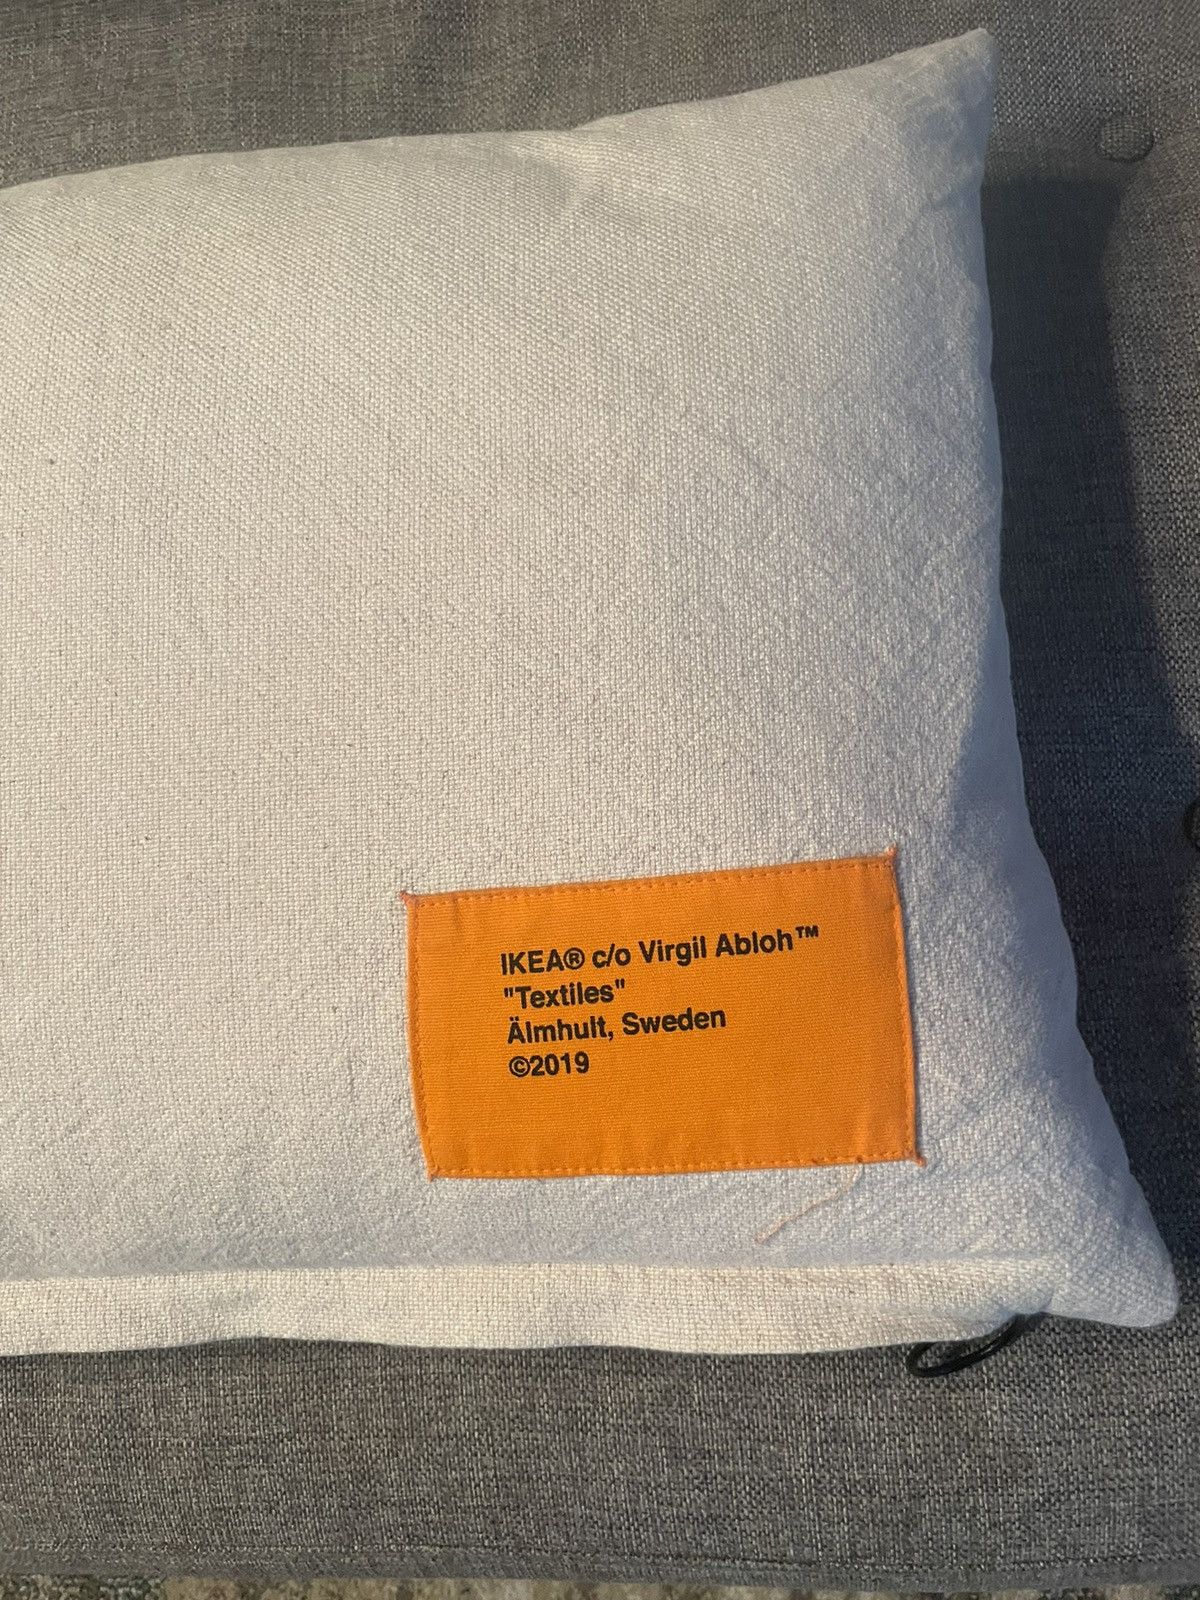 IKEA® c/o Virgil Abloh™
"Textiles"
Älmhult, Sweden
©2019